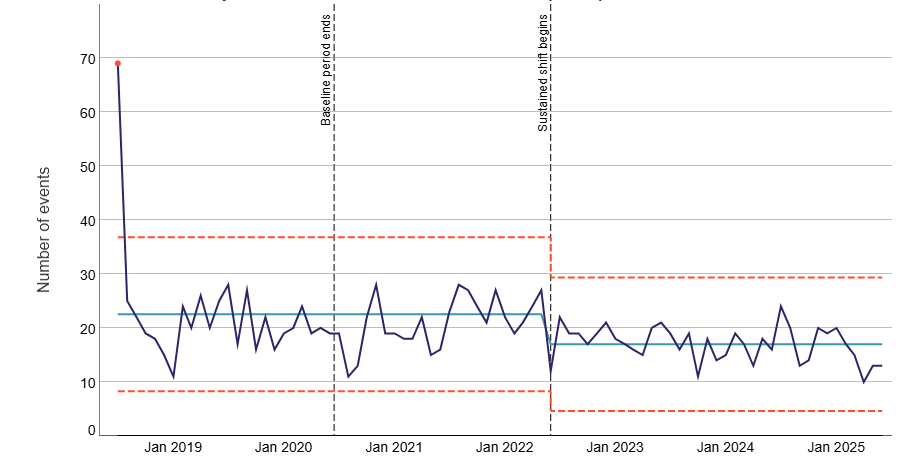 Baseline period ends
Sustained shift begins
Number of events
70
60
50
40
30
20
10
0
Jan 2019
Jan 2020
Jan 2021
Jan 2022
Jan 2023
Jan 2024
Jan 2025